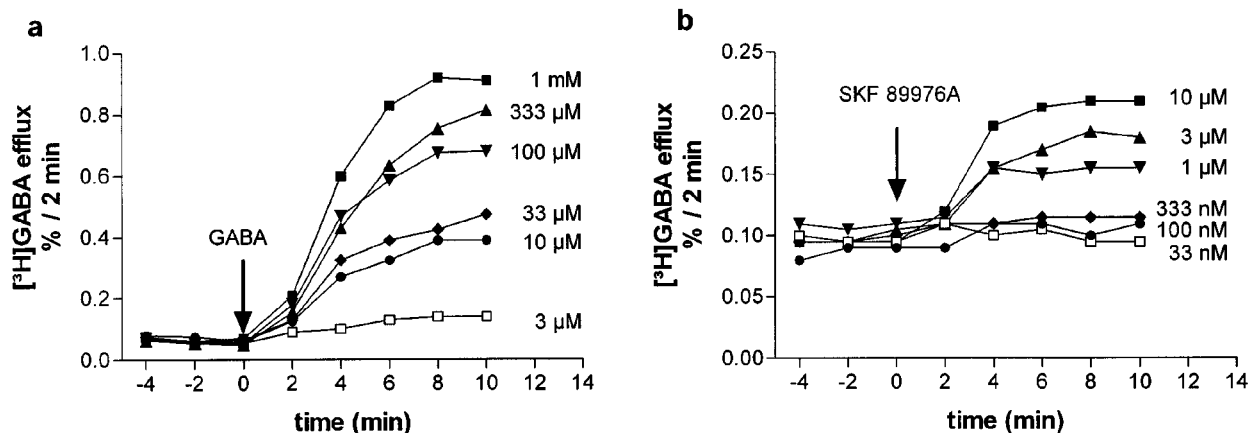 a
[³H]GABA efflux
% / 2 min
1.0
0.8
0.6
0.4
0.2
0.0
GABA
1 mM
333 µM
100 µM
33 µM
10 µM
3 µM
-4 -2 0 2 4 6 8 10 12 14
time (min)
b
[³H]GABA efflux
% / 2 min
0.25
0.20
0.15
0.10
0.05
0.00
SKF 89976A
10 µM
3 µM
1 µM
333 nM
100 nM
33 nM
-4 -2 0 2 4 6 8 10 12 14
time (min)